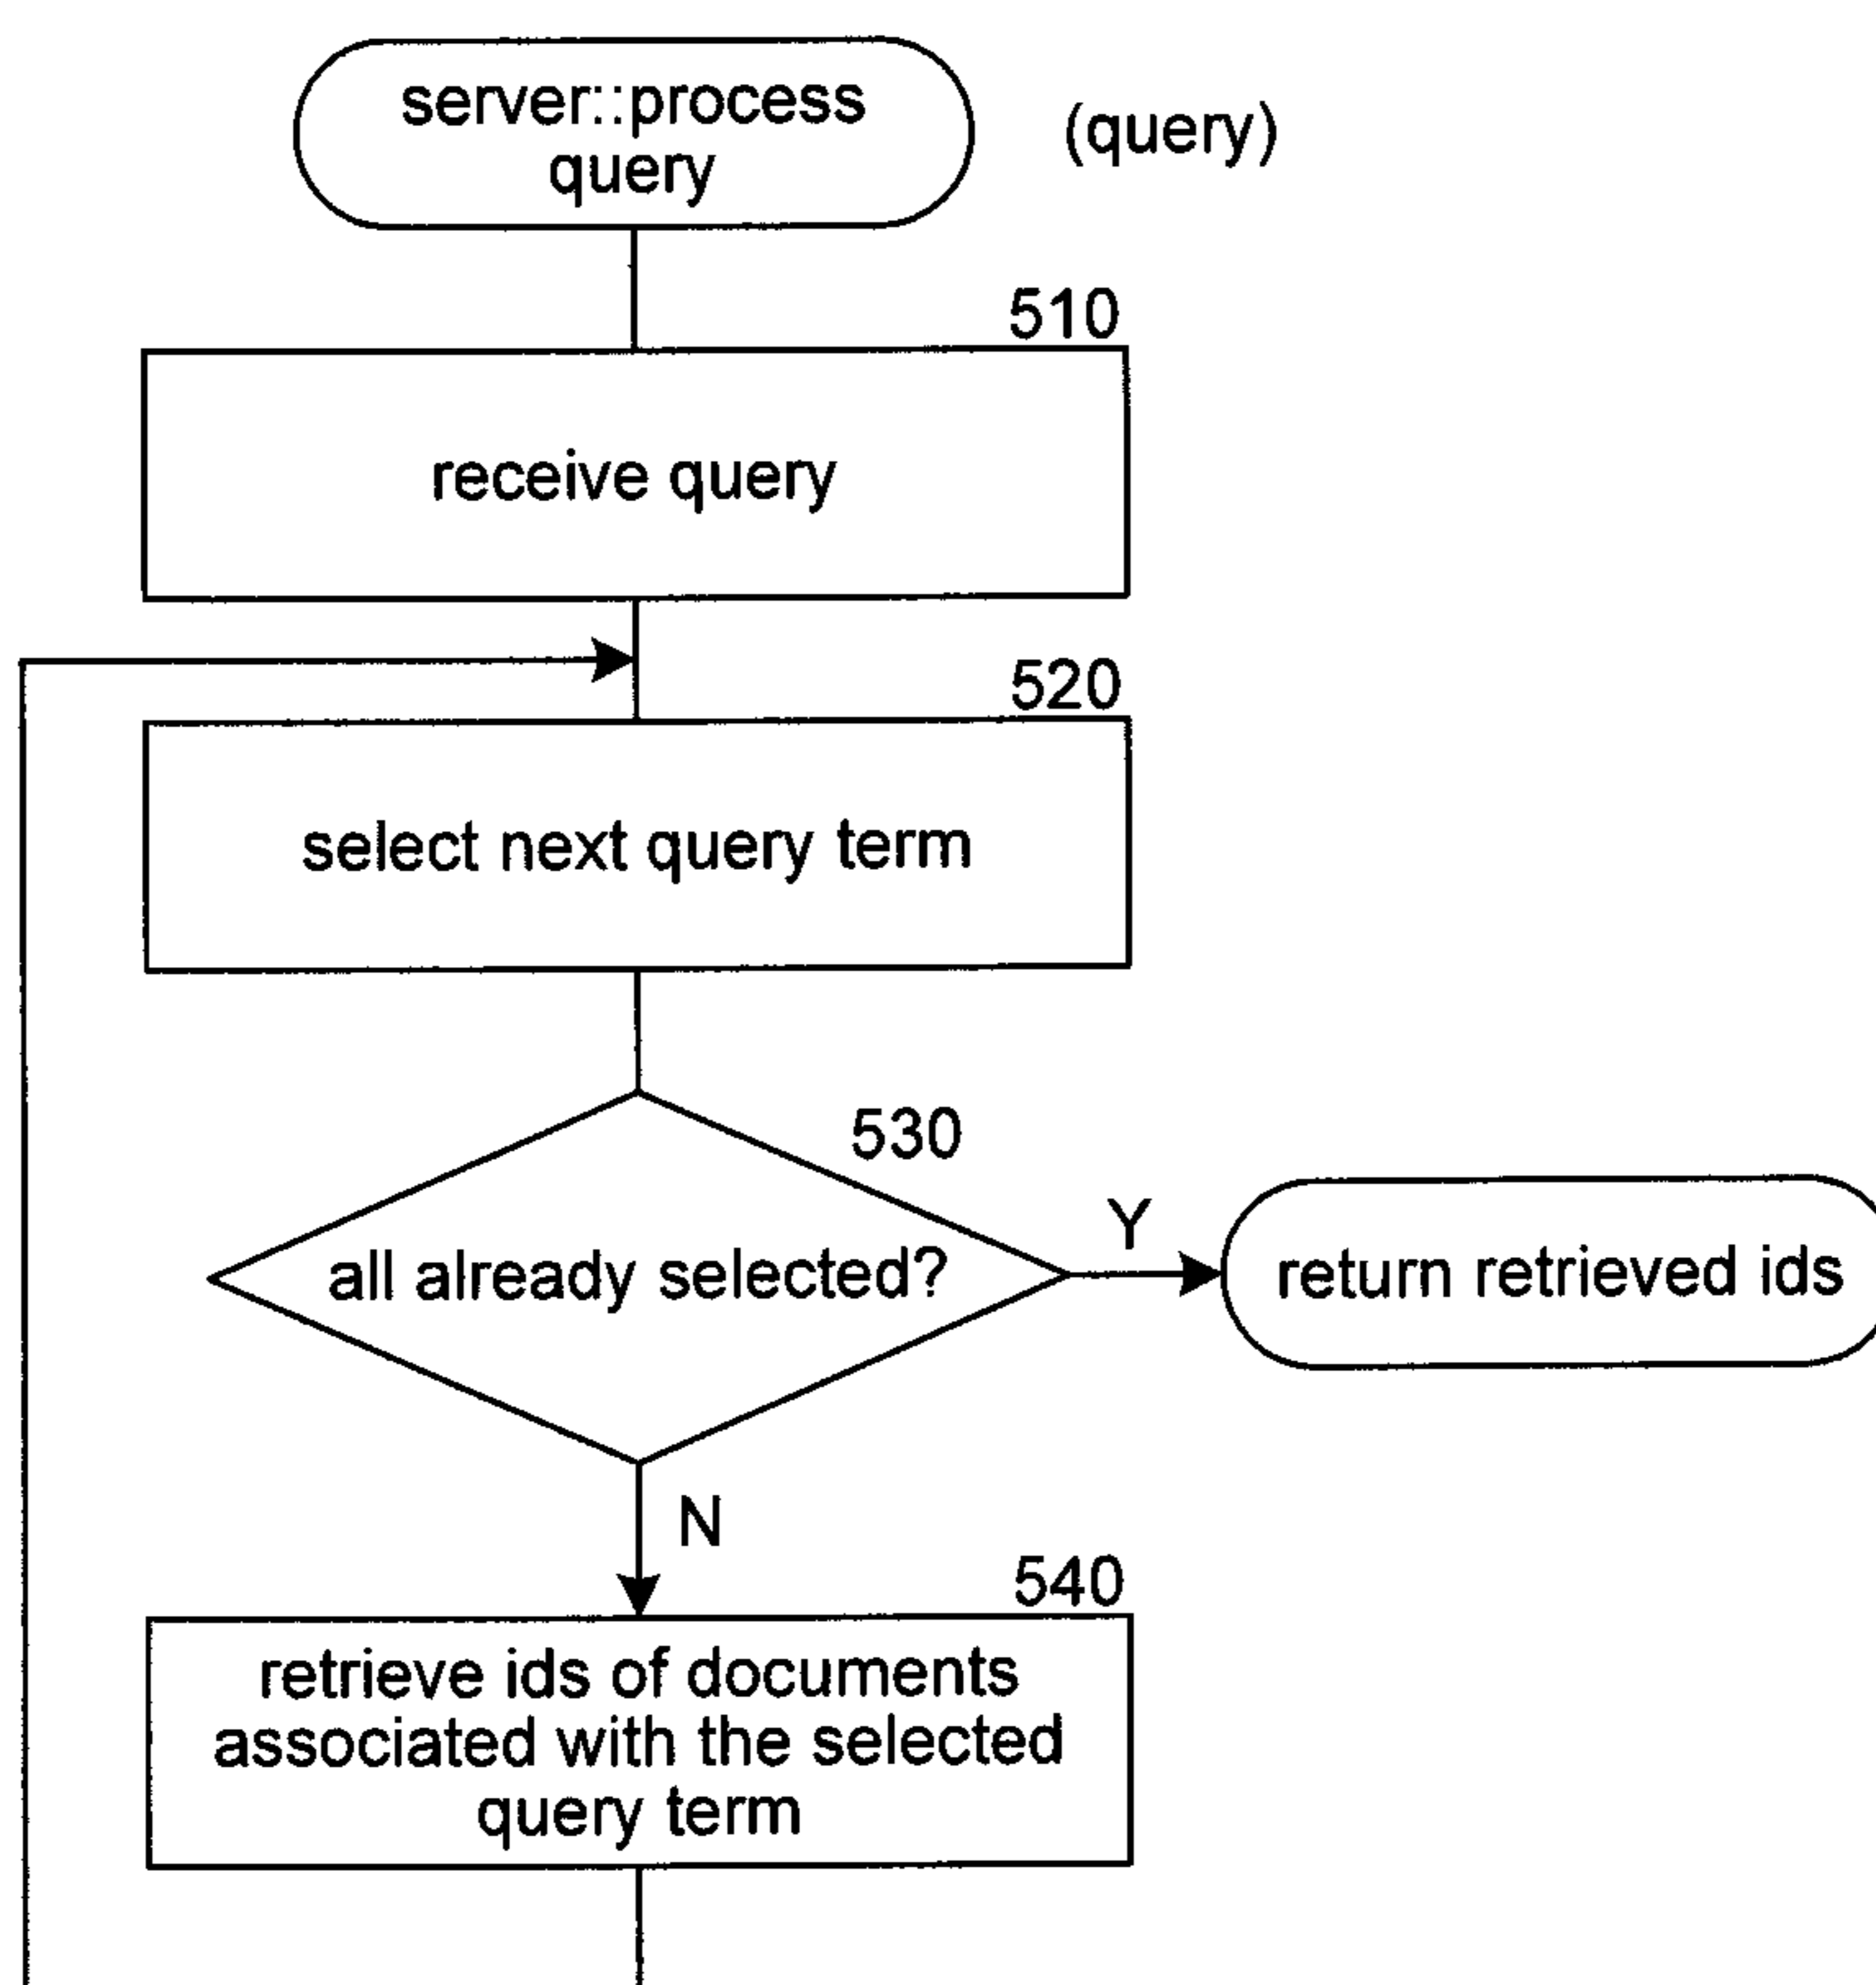 server::process
query
(query)
510
receive query
520
select next query term
530
all already selected?
Y
return retrieved ids
N
540
retrieve ids of documents
associated with the selected
query term